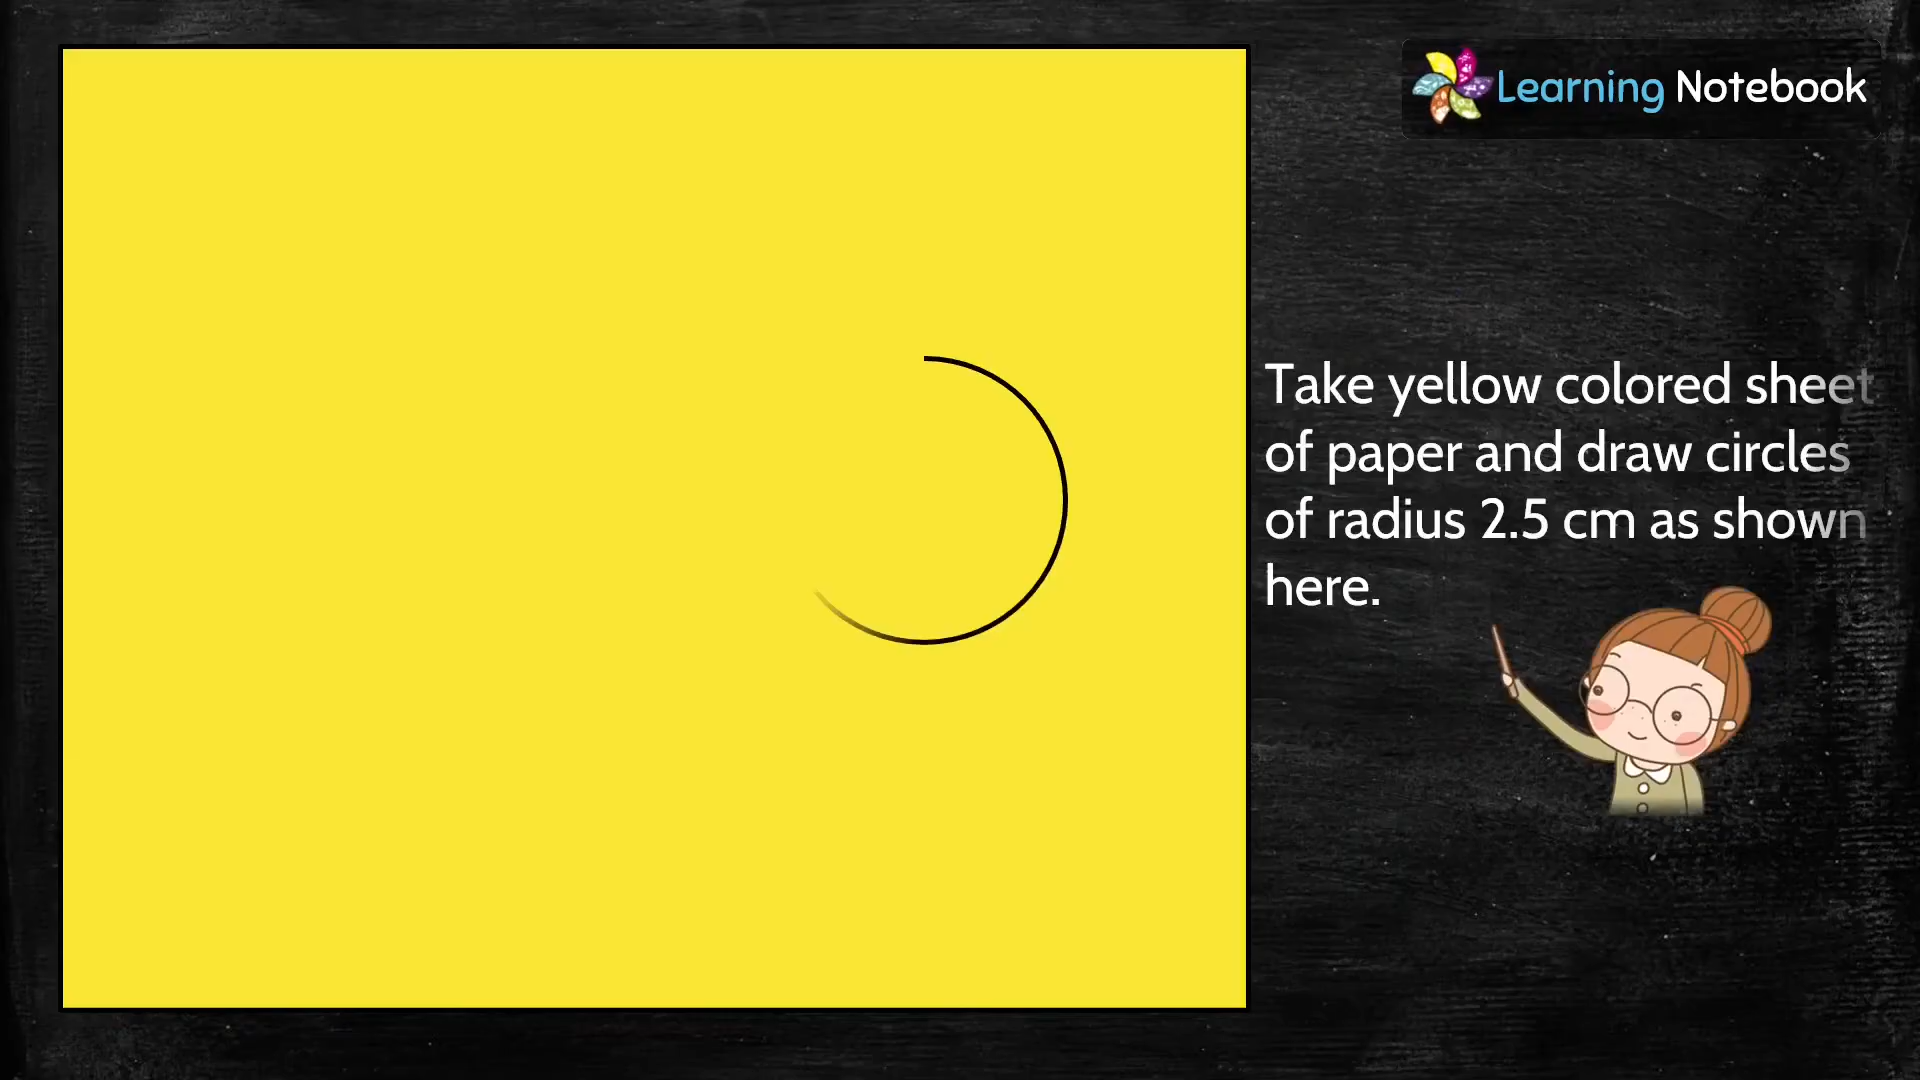 Learning Notebook
Take yellow colored sheet
of paper and draw circles
of radius 2.5 cm as shown
here.